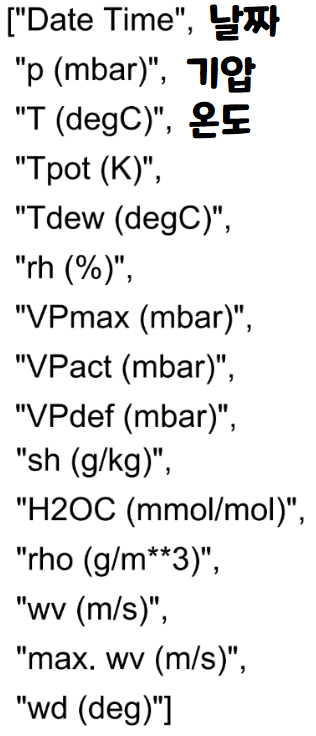 ["Date Time", 날짜
"p (mbar)", 기압
"T (degC)", 온도
"Tpot (K)",
"Tdew (degC)",
"rh (%)",
"VPmax (mbar)",
"VPact (mbar)",
"VPdef (mbar)",
"sh (g/kg)",
"H2OC (mmol/mol)",
"rho (g/m**3)",
"wv (m/s)",
"max. wv (m/s)",
"wd (deg)"]